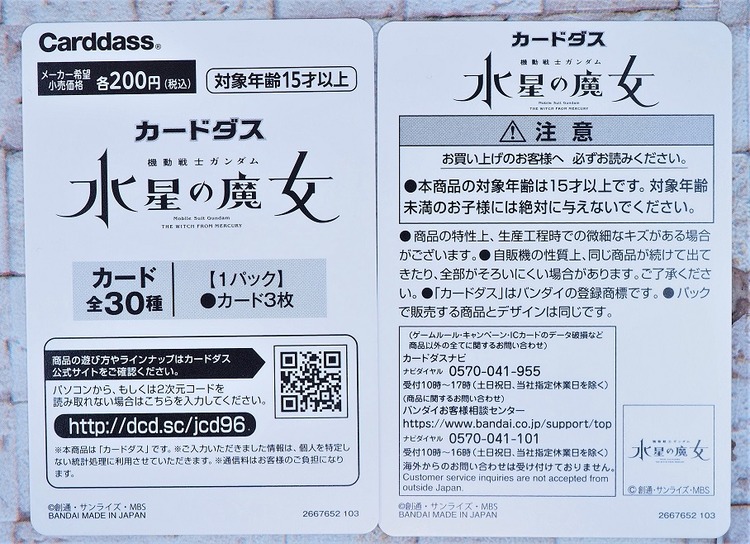 Carddass®
メーカー希望
小売価格 各200円(税込)
対象年齢15才以上
カードダス
機動戦士ガンダム
水星の魔女
Mobile Suit Gundam
THE WITCH FROM MERCURY
カード
全30種
【1パック】
●カード3枚
商品の遊び方やラインナップはカードダス
公式サイトをご確認ください。
パソコンから、もしくは2次元コードを
読み取れない場合はこちらを入力してください。
http://dcd.sc/jcd96
※本商品は「カードダス」です。※ご入力いただきました情報は、個人を特定し
ない統計処理に利用させていただきます。※通信料はお客様のご負担になり
ます。
©創通・サンライズ・MBS
BANDAI MADE IN JAPAN
2667652 103
カードダス
機動戦士ガンダム
水星の魔女
Mobile Suit Gundam
THE WITCH FROM MERCURY
⚠注意
お買い上げのお客様へ 必ずお読みください。
●本商品の対象年齢は15才以上です。対象年齢
未満のお子様には絶対に与えないでください。
●商品の特性上、生産工程時での微細なキズがある場合
がございます。●自販機の性質上、同じ商品が続けて出て
きたり、全部がそろいにくい場合があります。ご了承くださ
い。●「カードダス」はバンダイの登録商標です。●パック
で販売する商品とデザインは同じです。
(ゲームルール・キャンペーン・ICカードのデータ破損など
商品以外の全てに関するお問い合わせ)
カードダスナビ
ナビダイヤル 0570-041-955
受付10時〜17時(土日祝日、当社指定休業日を除く)
(商品に関するお問い合わせ)
バンダイお客様相談センター
https://www.bandai.co.jp/support/top
ナビダイヤル 0570-041-101
受付10時〜16時(土日祝日、当社指定休業日を除く)
海外からのお問い合わせは受け付けておりません。
Customer service inquiries are not accepted from
outside Japan.
機動戦士ガンダム
水星の魔女
©創通・サンライズ・MBS
©創通・サンライズ・MBS
BANDAI MADE IN JAPAN
2667652 103